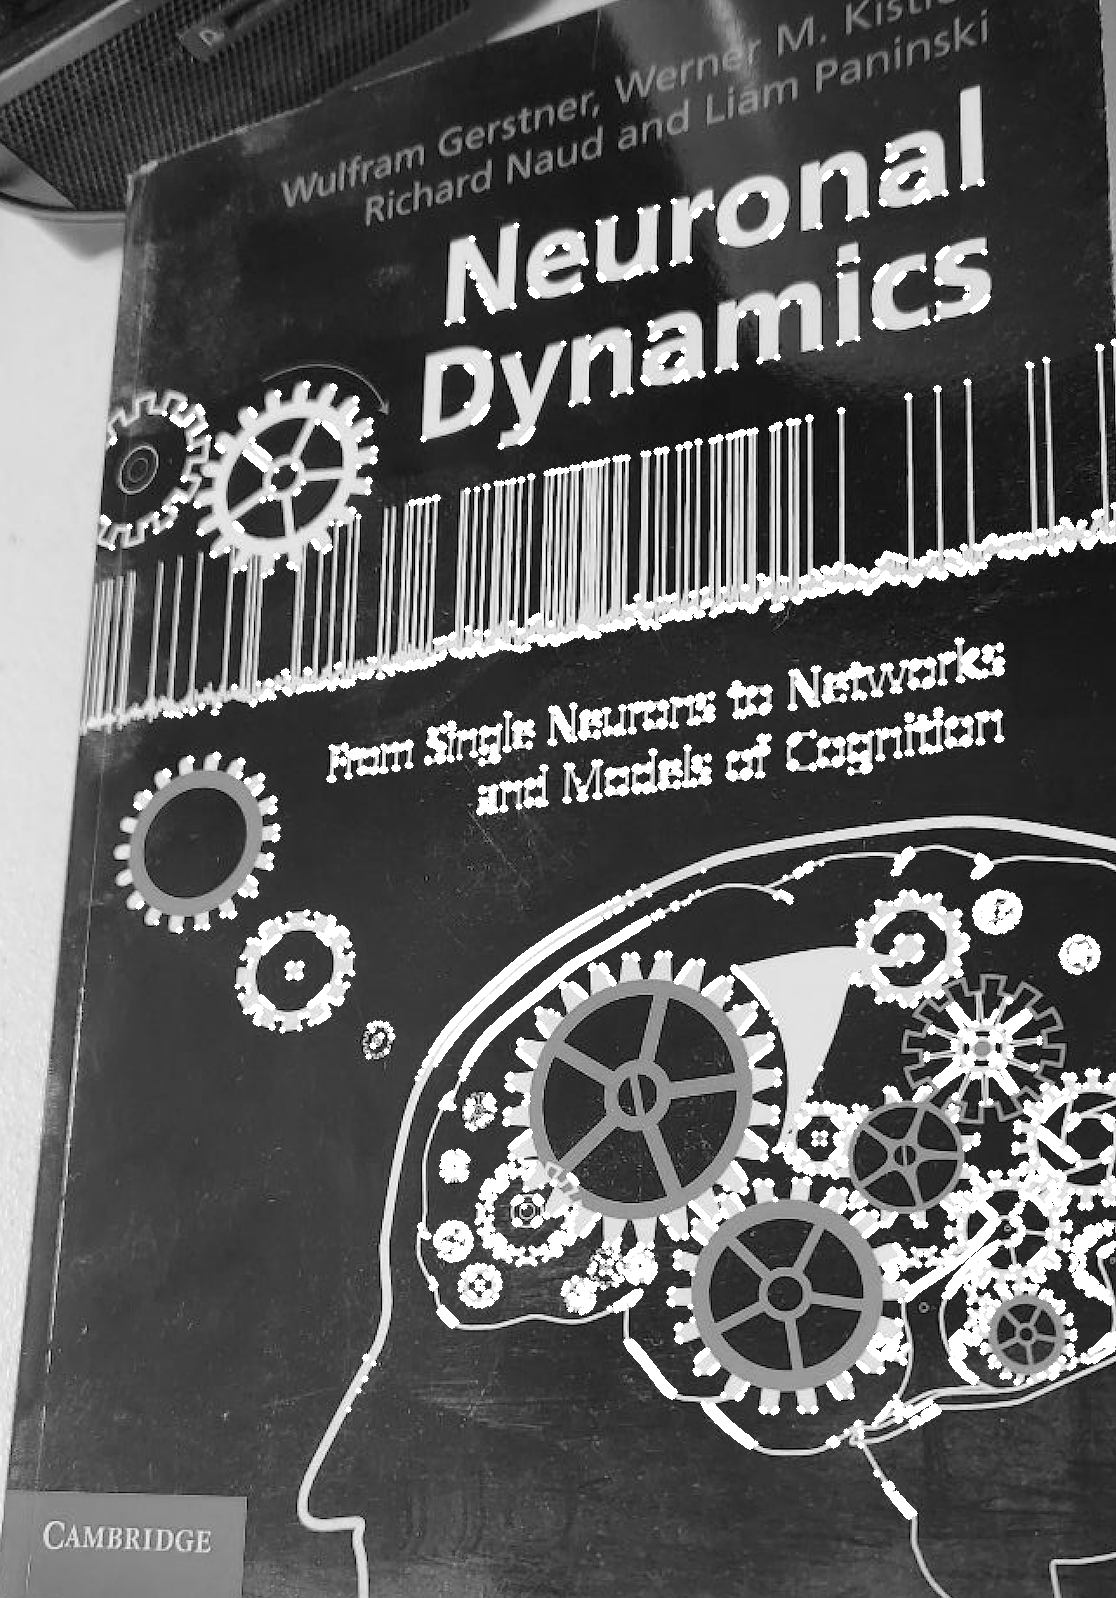 Wulfram Gerstner, Werner M.
Richard Naud and Liam Paninski
Neuronal
Dynamics
From Single Neurons to Networks
and Models of Cognition
CAMBRIDGE